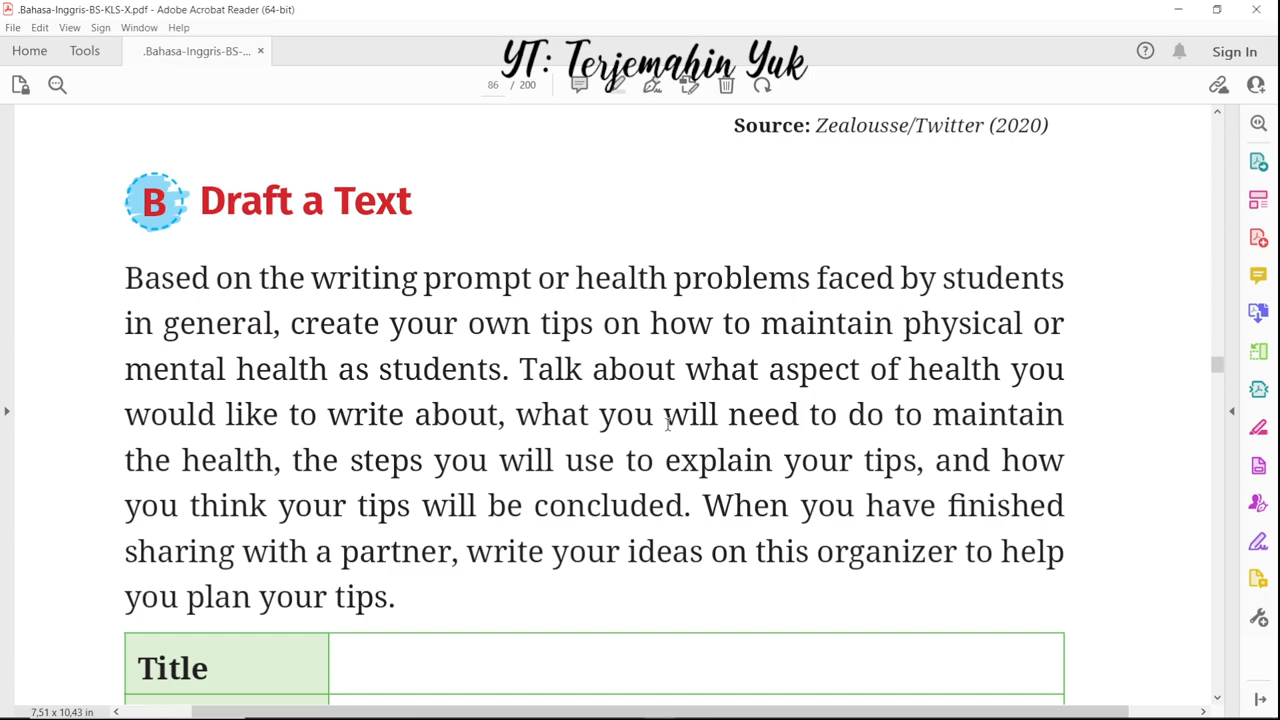 .Bahasa-Inggris-BS-KLS-X.pdf - Adobe Acrobat Reader (64-bit)
File Edit View Sign Window Help
Home Tools .Bahasa-Inggris-BS-... × Sign In
YT: Terjemahin Yuk
86 / 200
Source: Zealousse/Twitter (2020)
B Draft a Text
Based on the writing prompt or health problems faced by students
in general, create your own tips on how to maintain physical or
mental health as students. Talk about what aspect of health you
would like to write about, what you will need to do to maintain
the health, the steps you will use to explain your tips, and how
you think your tips will be concluded. When you have finished
sharing with a partner, write your ideas on this organizer to help
you plan your tips.
Title
7,51 x 10,43 in